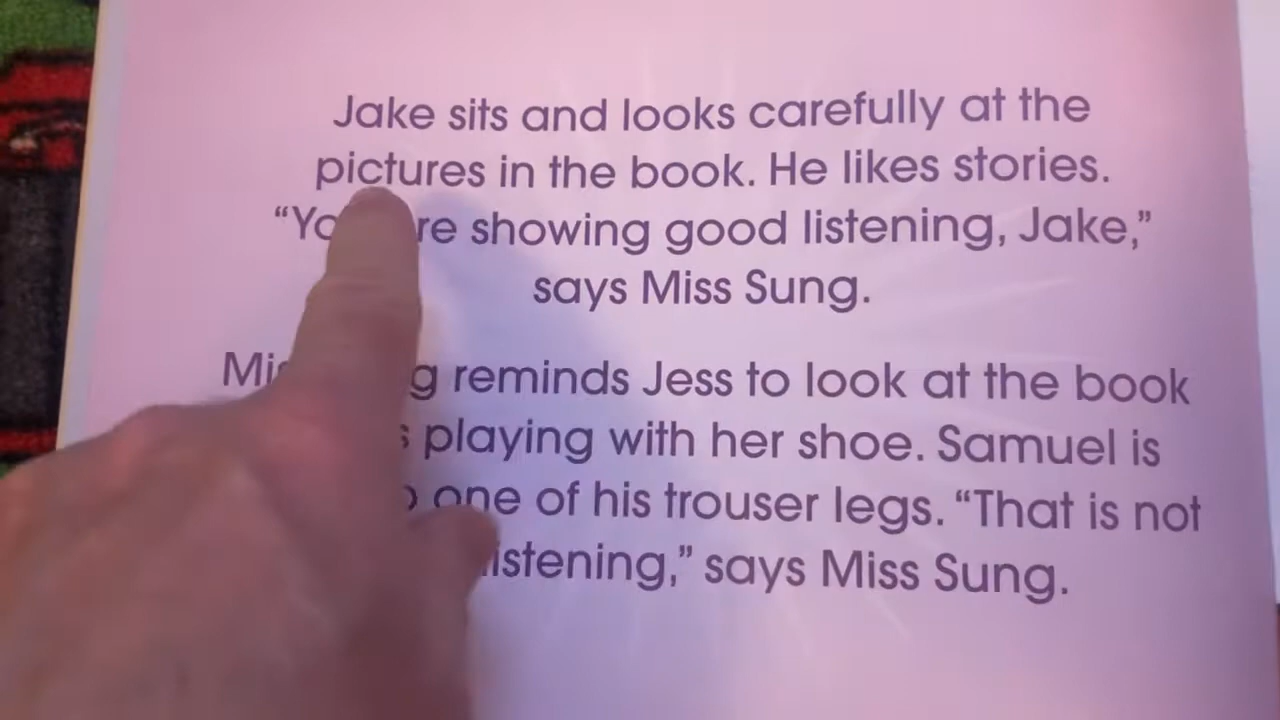 Jake sits and looks carefully at the
pictures in the book. He likes stories.
showing good listening, Jake,”
says Miss Sung.
reminds Jess to look at the book
playing with her shoe. Samuel is
one of his trouser legs. “That is not
listening,” says Miss Sung.